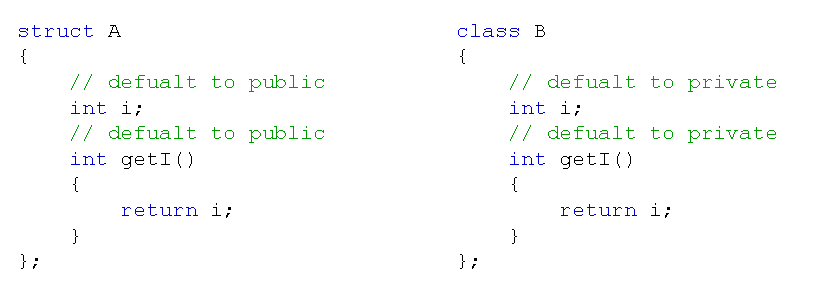 struct A
{
    // defualt to public
    int i;
    // defualt to public
    int getI()
    {
        return i;
    }
};
class B
{
    // defualt to private
    int i;
    // defualt to private
    int getI()
    {
        return i;
    }
};